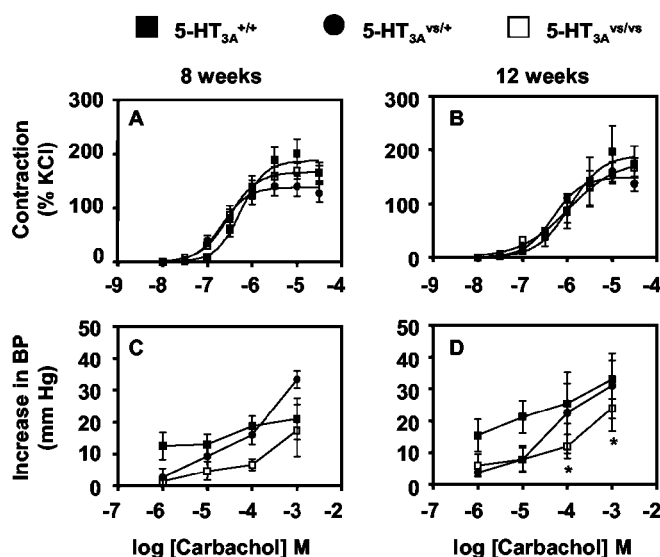 5-HT3A+/+ 5-HT3Avs/+ 5-HT3Avs/vs
8 weeks 12 weeks
A
B
Contraction
(% KCl)
300
200
100
0
-9 -8 -7 -6 -5 -4
300
200
100
0
-9 -8 -7 -6 -5 -4
C
D
Increase in BP
(mm Hg)
50
40
30
20
10
0
-7 -6 -5 -4 -3 -2
50
40
30
20
10
0
* *
-7 -6 -5 -4 -3 -2
log [Carbachol] M log [Carbachol] M